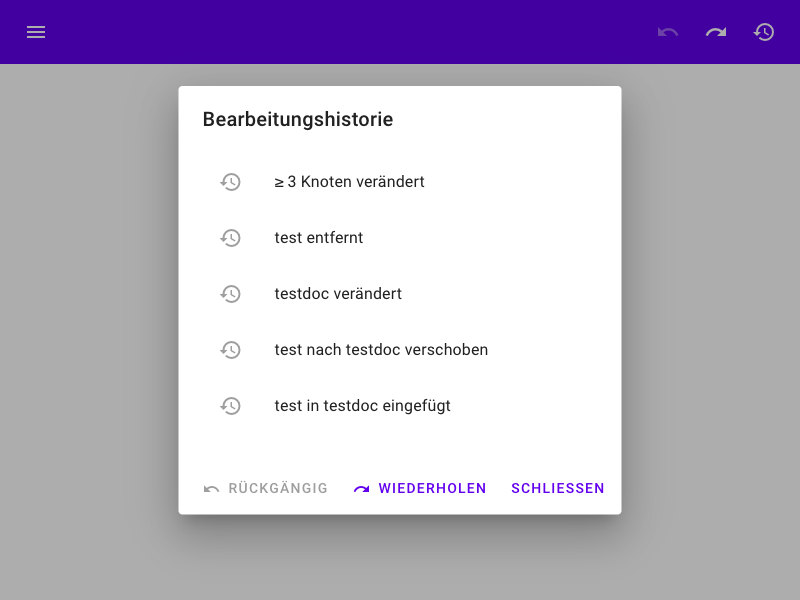 Bearbeitungshistorie
≥ 3 Knoten verändert
test entfernt
testdoc verändert
test nach testdoc verschoben
test in testdoc eingefügt
RÜCKGÄNGIG WIEDERHOLEN SCHLIESSEN